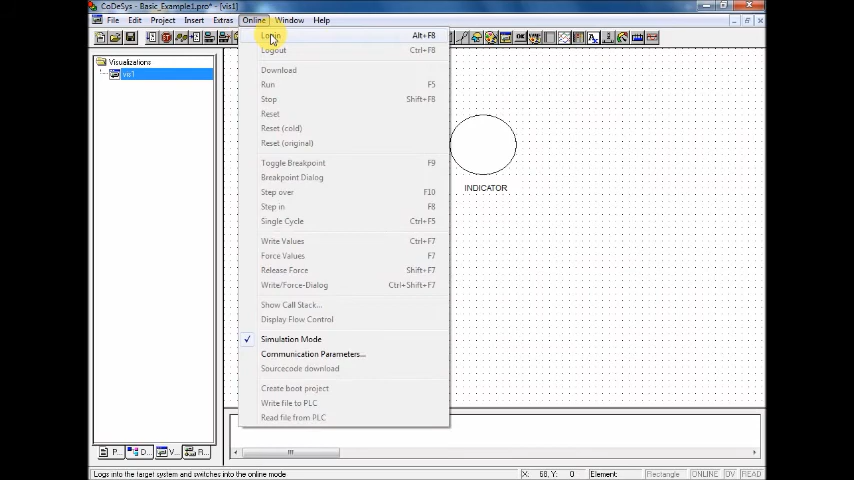 CoDeSys - Basic_Example1.pro* - [vis1]
File Edit Project Insert Extras Online Window Help
Visualizations
vis1
Login Alt+F8
Logout Ctrl+F8
Download
Run F5
Stop Shift+F8
Reset
Reset (cold)
Reset (original)
Toggle Breakpoint F9
Breakpoint Dialog
Step over F10
Step in F8
Single Cycle Ctrl+F5
Write Values Ctrl+F7
Force Values F7
Release Force Shift+F7
Write/Force-Dialog Ctrl+Shift+F7
Show Call Stack...
Display Flow Control
Simulation Mode
Communication Parameters...
Sourcecode download
Create boot project
Write file to PLC
Read file from PLC
INDICATOR
P... D... V... R...
Logs into the target system and switches into the online mode
X: 68, Y: 0 Element: Rectangle ONLINE OV READ